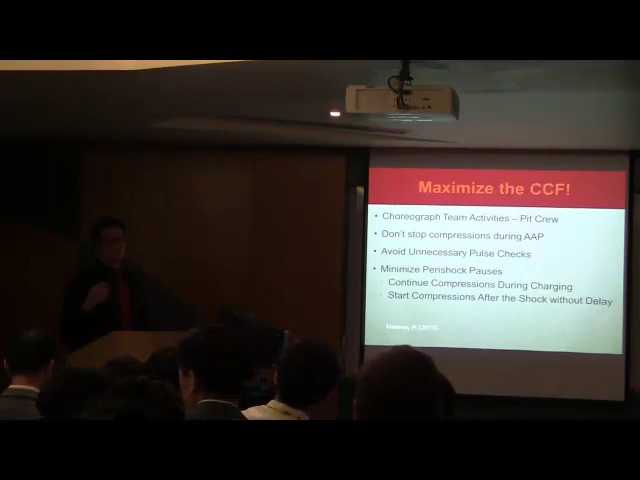 Maximize the CCF!
• Choreograph Team Activities – Pit Crew
• Don't stop compressions during AAP
• Avoid Unnecessary Pulse Checks
• Minimize Perishock Pauses
- Continue Compressions During Charging
- Start Compressions After the Shock without Delay